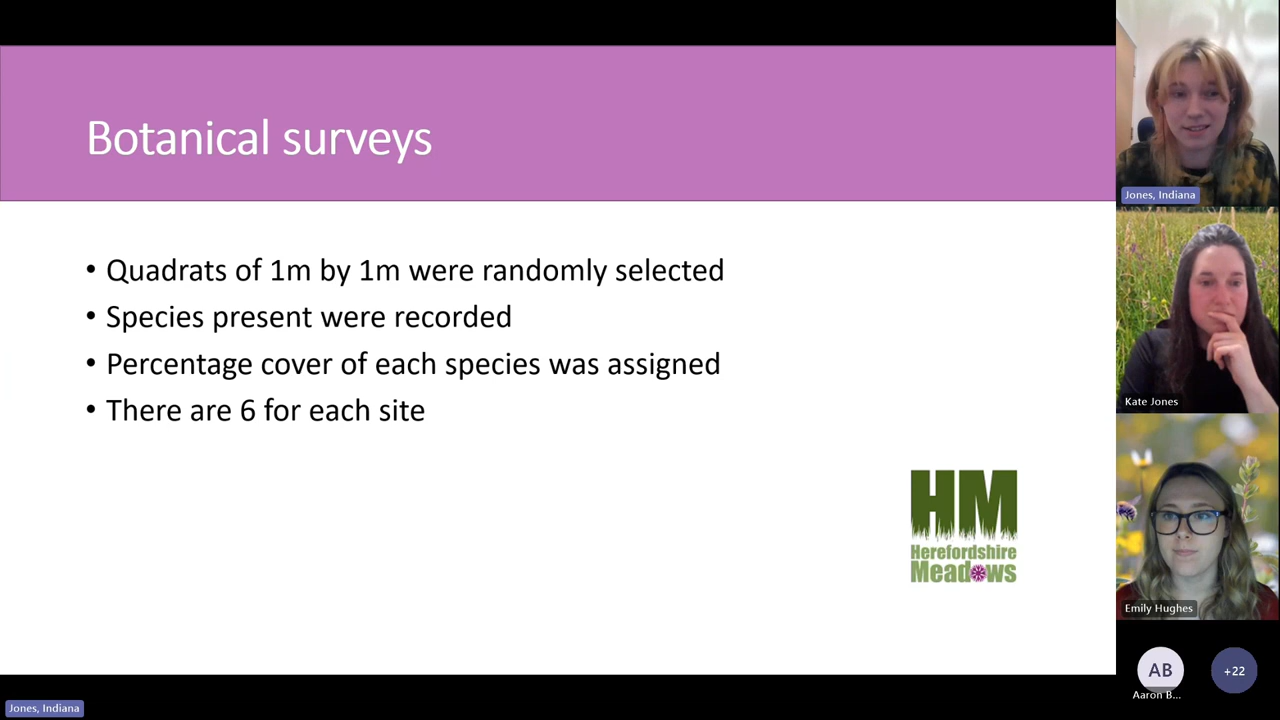 Botanical surveys
• Quadrats of 1m by 1m were randomly selected
• Species present were recorded
• Percentage cover of each species was assigned
• There are 6 for each site
HM
Herefordshire
Meadows
Jones, Indiana
Kate Jones
Emily Hughes
AB
+22
Aaron B...
Jones, Indiana